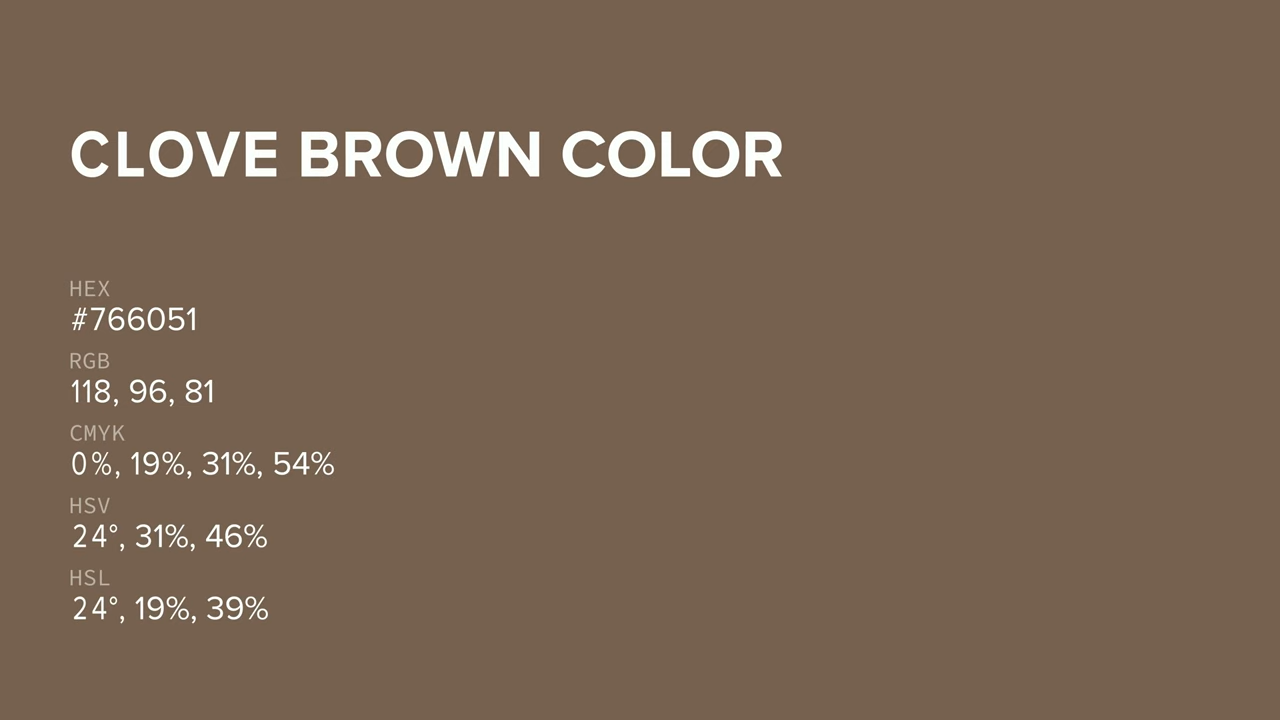 CLOVE BROWN COLOR
HEX
#766051
RGB
118, 96, 81
CMYK
0%, 19%, 31%, 54%
HSV
24°, 31%, 46%
HSL
24°, 19%, 39%